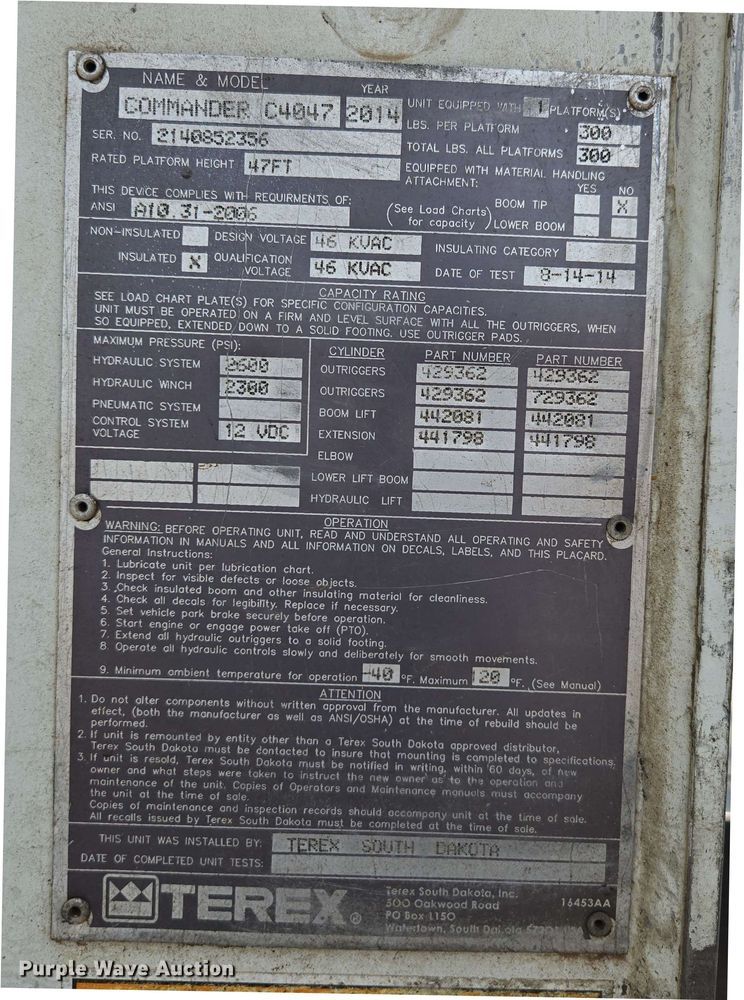 NAME & MODEL YEAR
COMMANDER C4047 2014
UNIT EQUIPPED WITH 1 PLATFORM(S)
SER. NO. 2140852356
LBS. PER PLATFORM 300
TOTAL LBS. ALL PLATFORMS 300
RATED PLATFORM HEIGHT 47FT
EQUIPPED WITH MATERIAL HANDLING
ATTACHMENT: YES NO
THIS DEVICE COMPLIES WITH REQUIRMENTS OF:
ANSI A10.31-2006
(See Load Charts for capacity)
BOOM TIP X
LOWER BOOM
NON-INSULATED DESIGN VOLTAGE 46 KVAC
INSULATING CATEGORY
INSULATED X QUALIFICATION VOLTAGE 46 KVAC
DATE OF TEST 8-14-14
CAPACITY RATING
SEE LOAD CHART PLATE(S) FOR SPECIFIC CONFIGURATION CAPACITIES.
UNIT MUST BE OPERATED ON A FIRM AND LEVEL SURFACE WITH ALL THE OUTRIGGERS, WHEN
SO EQUIPPED, EXTENDED DOWN TO A SOLID FOOTING. USE OUTRIGGER PADS.
MAXIMUM PRESSURE (PSI):
HYDRAULIC SYSTEM 2600
HYDRAULIC WINCH 2300
PNEUMATIC SYSTEM
CONTROL SYSTEM
VOLTAGE 12 VDC
CYLINDER PART NUMBER PART NUMBER
OUTRIGGERS 429362 429362
OUTRIGGERS 429362 729362
BOOM LIFT 442081 442081
EXTENSION 441798 441798
ELBOW
LOWER LIFT BOOM
HYDRAULIC LIFT
OPERATION
WARNING: BEFORE OPERATING UNIT, READ AND UNDERSTAND ALL OPERATING AND SAFETY
INFORMATION IN MANUALS AND ALL INFORMATION ON DECALS, LABELS, AND THIS PLACARD.
General Instructions:
1. Lubricate unit per lubrication chart.
2. Inspect for visible defects or loose objects.
3. Check insulated boom and other insulating material for cleanliness.
4. Check all decals for legibility. Replace if necessary.
5. Set vehicle park brake securely before operation.
6. Start engine or engage power take off (PTO).
7. Extend all hydraulic outriggers to a solid footing.
8. Operate all hydraulic controls slowly and deliberately for smooth movements.
9. Minimum ambient temperature for operation -40 °F. Maximum 120 °F. (See Manual)
ATTENTION
1. Do not alter components without written approval from the manufacturer. All updates in
effect, (both the manufacturer as well as ANSI/OSHA) at the time of rebuild should be
performed.
2. If unit is remounted by entity other than a Terex South Dakota approved distributor,
Terex South Dakota must be contacted to insure that mounting is completed to specifications.
3. If unit is resold, Terex South Dakota must be notified in writing, within 60 days, of new
owner and what steps were taken to instruct the new owner as to the operation and
maintenance of the unit. Copies of Operators and Maintenance manuals must accompany
the unit at the time of sale.
Copies of maintenance and inspection records should accompany unit at the time of sale.
All recalls issued by Terex South Dakota must be completed at the time of sale.
THIS UNIT WAS INSTALLED BY: TEREX SOUTH DAKOTA
DATE OF COMPLETED UNIT TESTS:
TEREX®
Terex South Dakota, Inc.
500 Oakwood Road
PO Box 1150
Watertown, South Dakota
16453AA
Purple Wave Auction